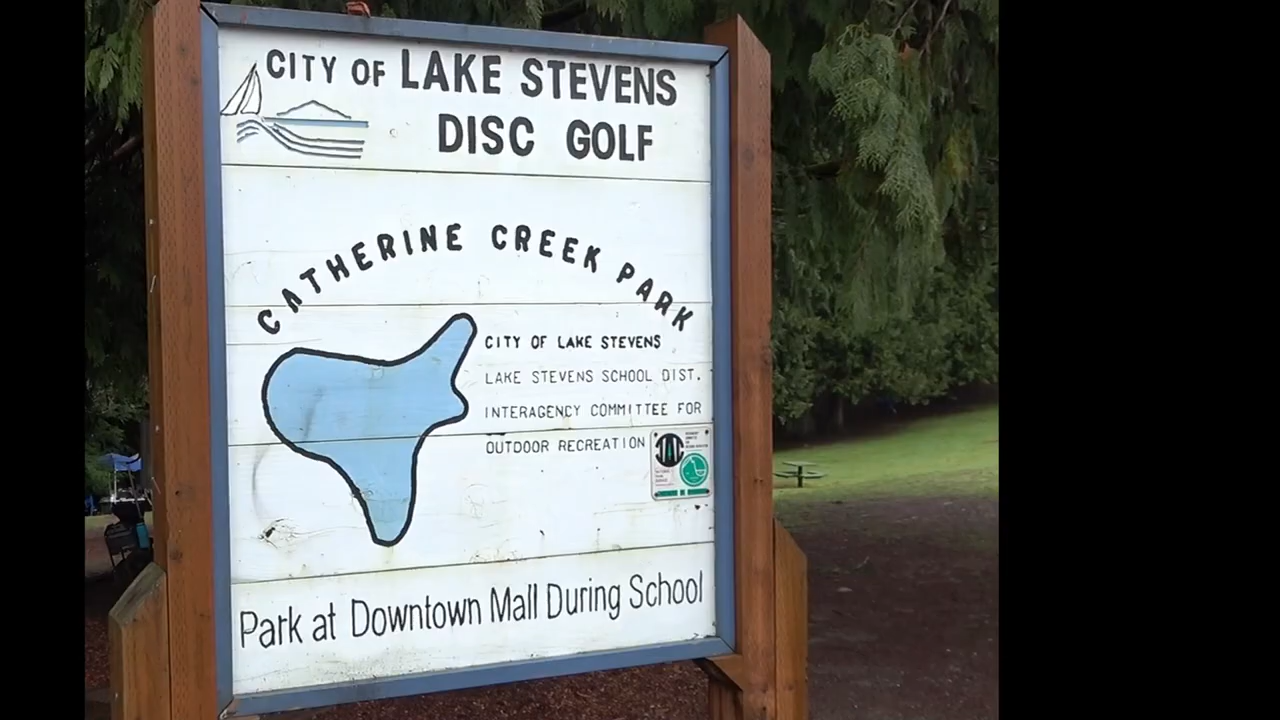 CITY OF LAKE STEVENS
DISC GOLF
CATHERINE CREEK PARK
CITY OF LAKE STEVENS
LAKE STEVENS SCHOOL DIST.
INTERAGENCY COMMITTEE FOR
OUTDOOR RECREATION
IAC
Park at Downtown Mall During School